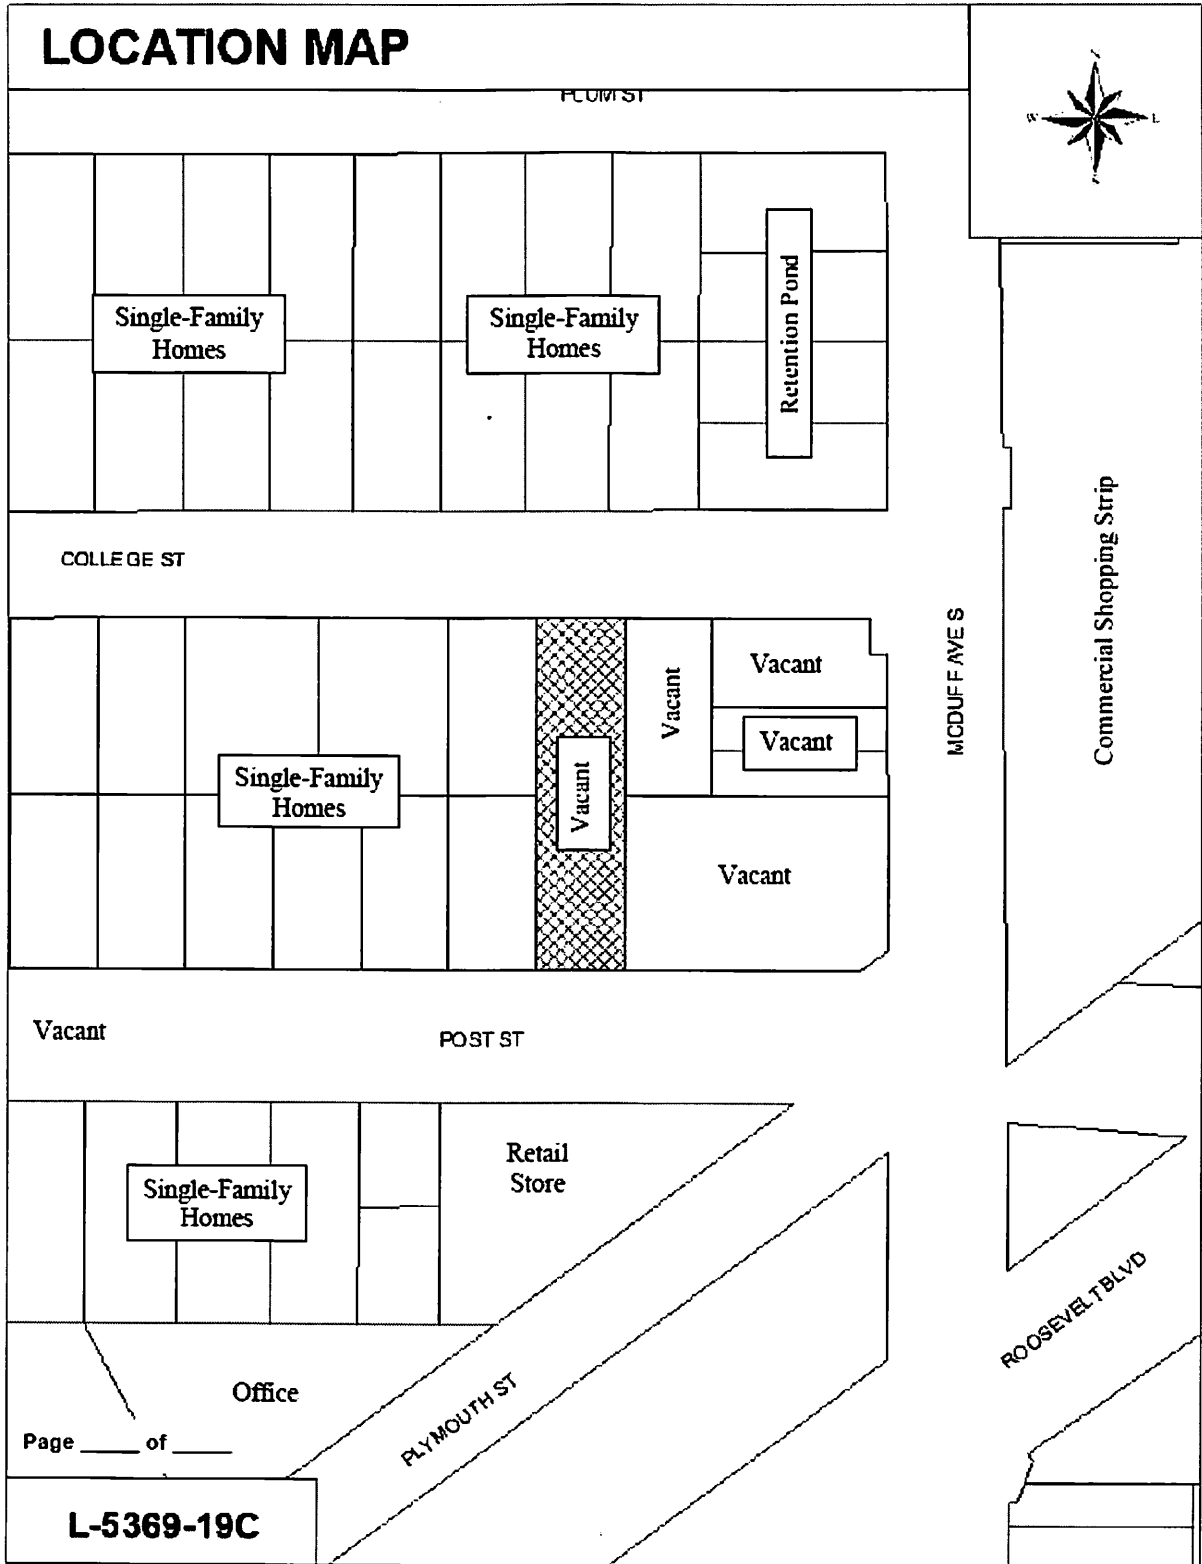 LOCATION MAP
PLUM ST
W
Single-Family
Homes
Single-Family
Homes
Retention Pond
COLLEGE ST
MCDUFF AVE S
Commercial Shopping Strip
Vacant
Vacant
Vacant
Vacant
Vacant
Single-Family
Homes
Vacant
POST ST
Retail
Store
Single-Family
Homes
ROOSEVELT BLVD
Office
PLYMOUTH ST
Page _____ of _____
L-5369-19C